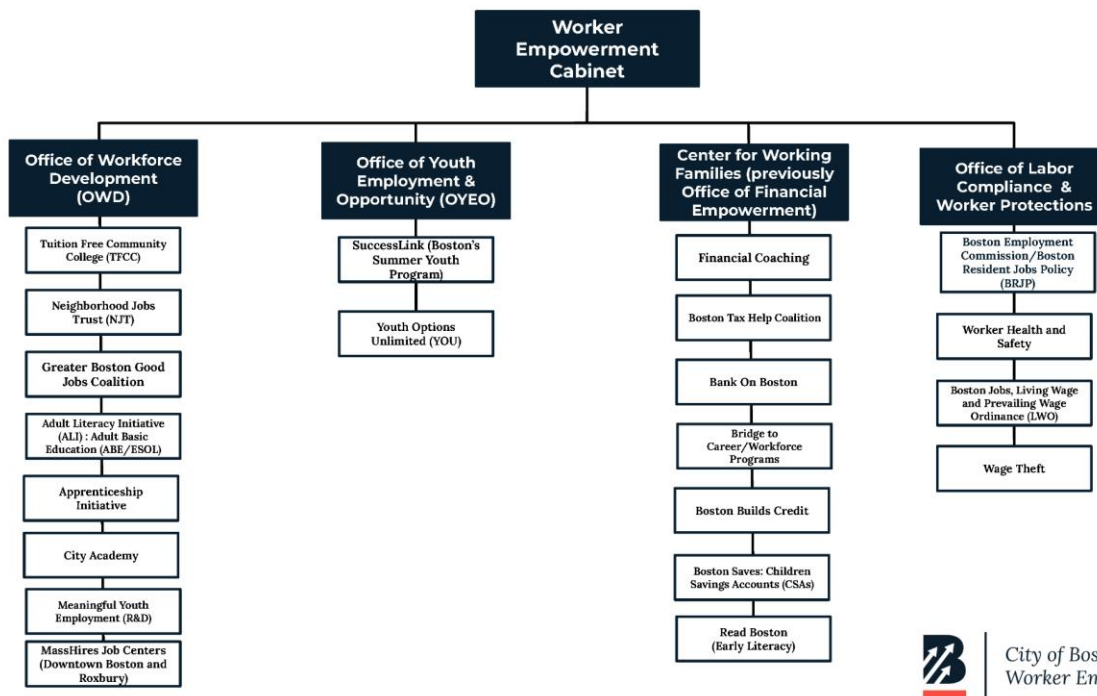 Worker
Empowerment
Cabinet
Office of Workforce
Development
(OWD)
Tuition Free Community
College (TFCC)
Neighborhood Jobs
Trust (NJT)
Greater Boston Good
Jobs Coalition
Adult Literacy Initiative
(ALI) : Adult Basic
Education (ABE/ESOL)
Apprenticeship
Initiative
City Academy
Meaningful Youth
Employment (R&D)
MassHires Job Centers
(Downtown Boston and
Roxbury)
Office of Youth
Employment &
Opportunity (OYEO)
SuccessLink (Boston's
Summer Youth
Program)
Youth Options
Unlimited (YOU)
Center for Working
Families (previously
Office of Financial
Empowerment)
Financial Coaching
Boston Tax Help Coalition
Bank On Boston
Bridge to
Career/Workforce
Programs
Boston Builds Credit
Boston Saves: Children
Savings Accounts (CSAs)
Read Boston
(Early Literacy)
Office of Labor
Compliance &
Worker Protections
Boston Employment
Commission/Boston
Resident Jobs Policy
(BRJP)
Worker Health and
Safety
Boston Jobs, Living Wage
and Prevailing Wage
Ordinance (LWO)
Wage Theft
B
City of Bos
Worker Em